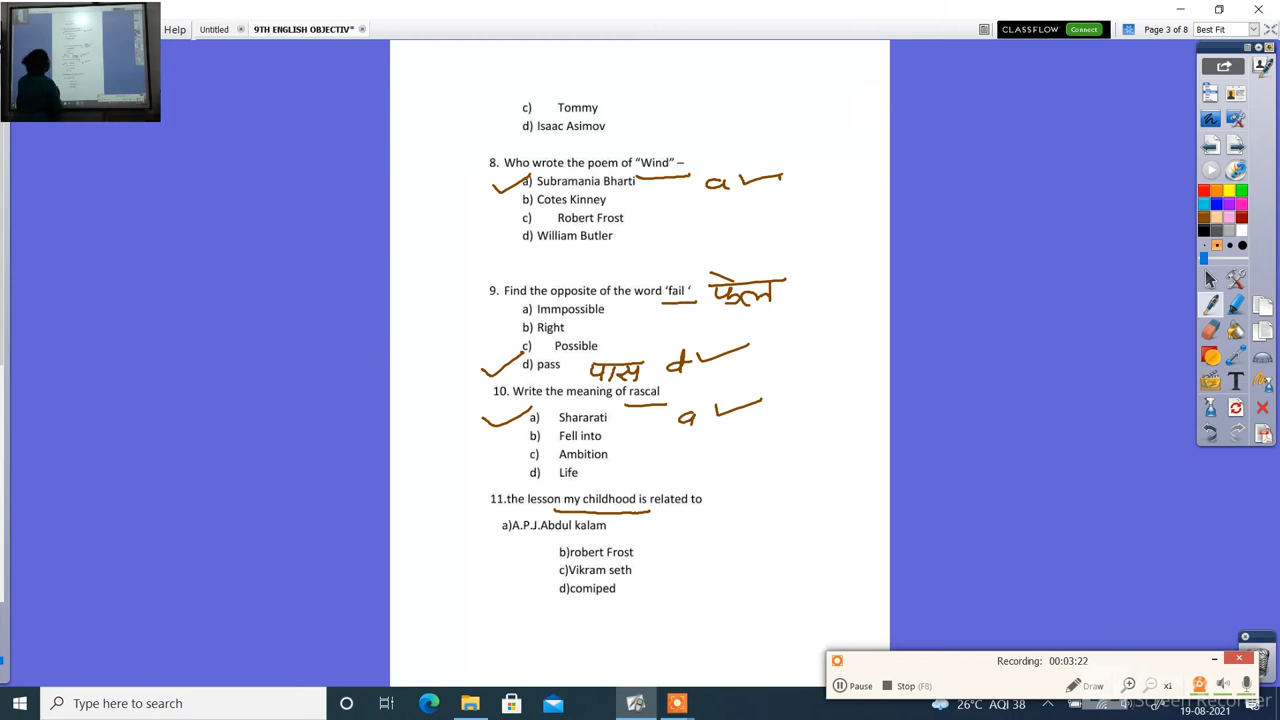 Help
Untitled
9TH ENGLISH OBJECTIV"
CLASSFLOW
Connect
Page 3 of 8
Best Fit
c) Tommy
d) Isaac Asimov
8. Who wrote the poem of “Wind” –
a) Subramania Bharti a
b) Cotes Kinney
c) Robert Frost
d) William Butler
9. Find the opposite of the word ‘fail ‘ फेल
a) Immpossible
b) Right
c) Possible
d) pass पास d
10. Write the meaning of rascal
a) Shararati a
b) Fell into
c) Ambition
d) Life
11.the lesson my childhood is related to
a)A.P.J.Abdul kalam
b)robert Frost
c)Vikram seth
d)comiped
Recording: 00:03:22
Pause
Stop (F8)
Draw
x1
Type here to search
26°C AQI 38
19-08-2021